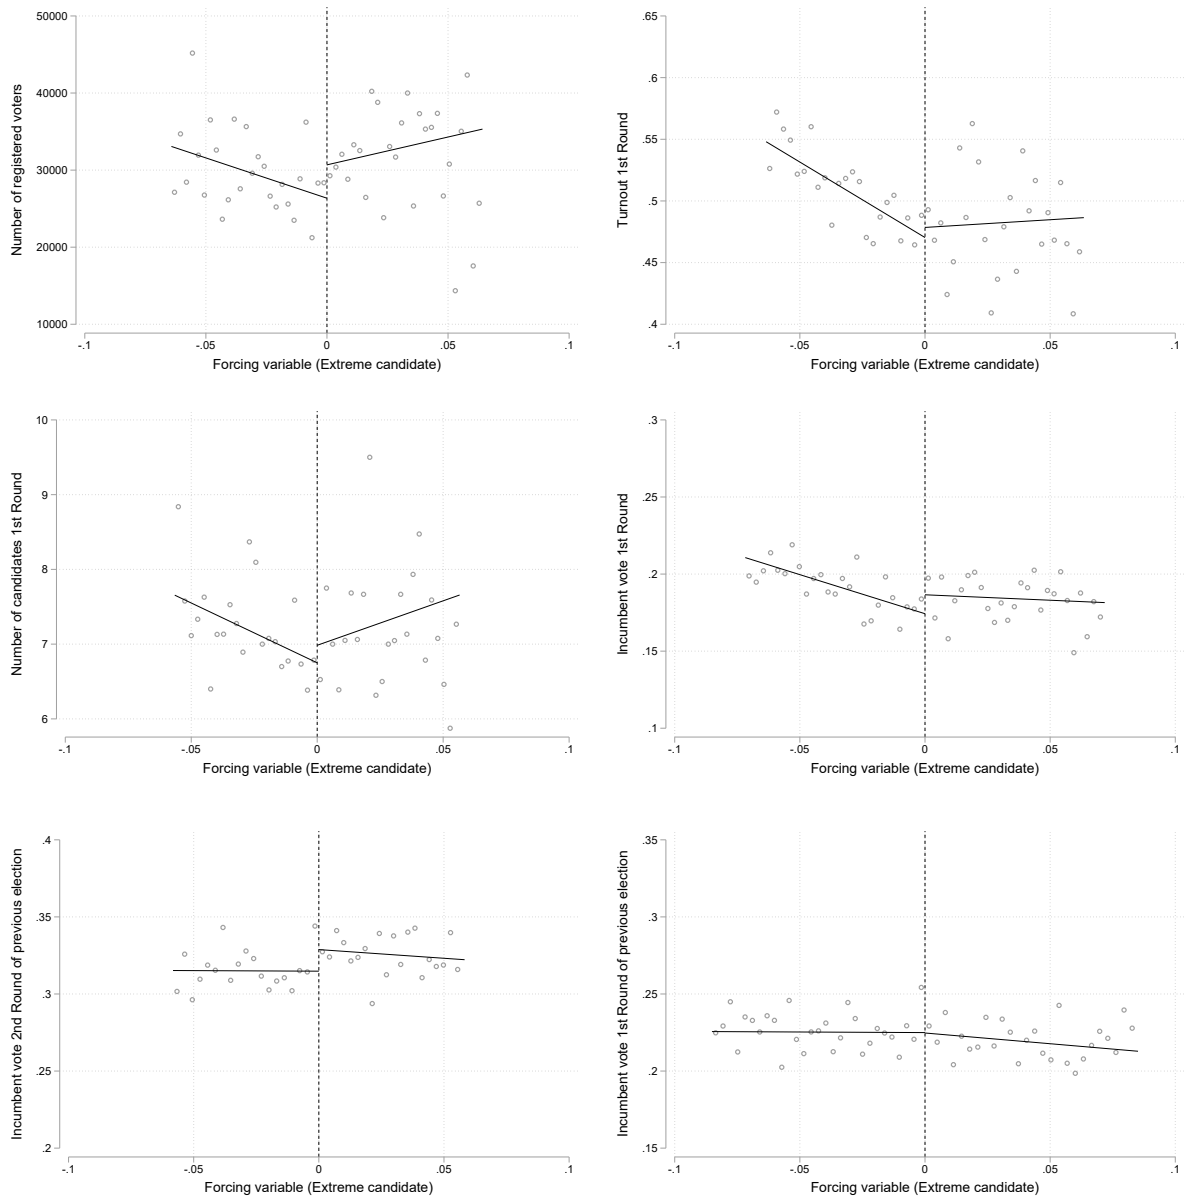 Number of registered voters
50000
40000
30000
20000
10000
-.1 -.05 0 .05 .1
Forcing variable (Extreme candidate)
Turnout 1st Round
.65
.6
.55
.5
.45
.4
-.1 -.05 0 .05 .1
Forcing variable (Extreme candidate)
Number of candidates 1st Round
10
9
8
7
6
-.1 -.05 0 .05 .1
Forcing variable (Extreme candidate)
Incumbent vote 1st Round
.3
.25
.2
.15
.1
-.1 -.05 0 .05 .1
Forcing variable (Extreme candidate)
Incumbent vote 2nd Round of previous election
.4
.35
.3
.25
.2
-.1 -.05 0 .05 .1
Forcing variable (Extreme candidate)
Incumbent vote 1st Round of previous election
.35
.3
.25
.2
.15
-.1 -.05 0 .05 .1
Forcing variable (Extreme candidate)